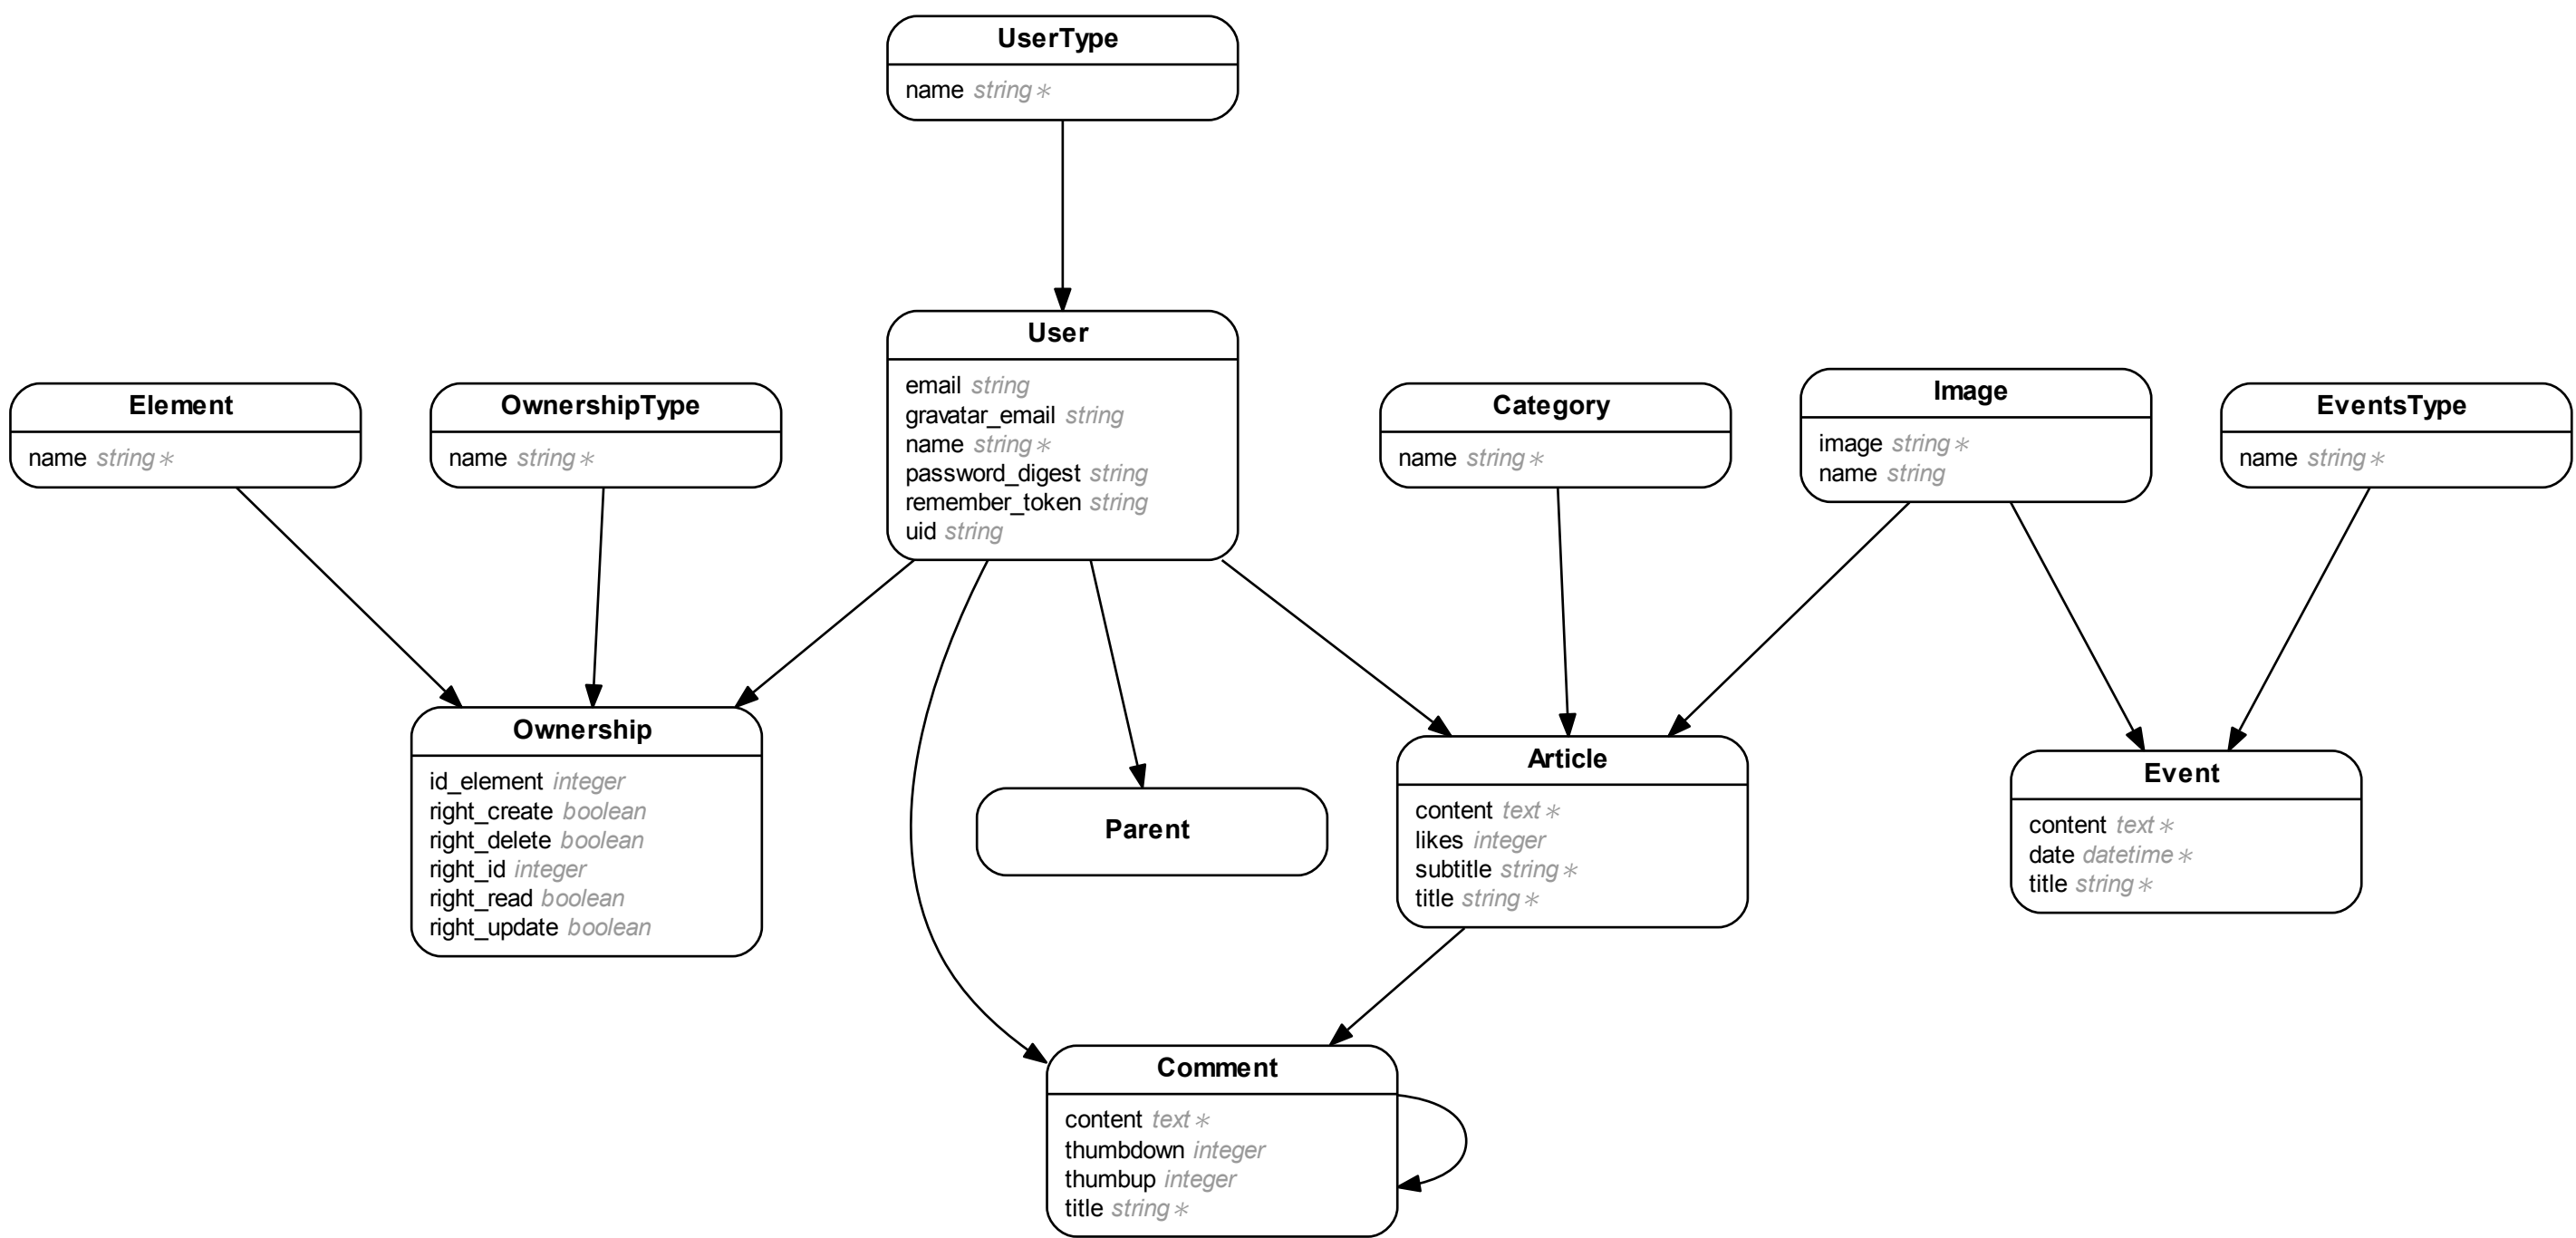 UserType
name string*
User
email string
gravatar_email string
name string*
password_digest string
remember_token string
uid string
Element
name string*
OwnershipType
name string*
Category
name string*
Image
image string*
name string
EventsType
name string*
Ownership
id_element integer
right_create boolean
right_delete boolean
right_id integer
right_read boolean
right_update boolean
Parent
Article
content text*
likes integer
subtitle string*
title string*
Event
content text*
date datetime*
title string*
Comment
content text*
thumbdown integer
thumbup integer
title string*